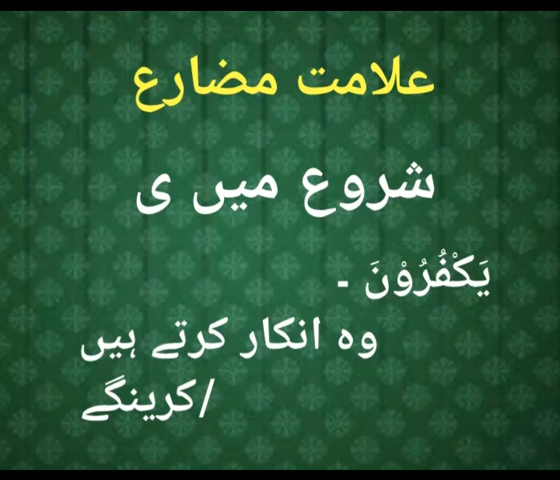 علامت مضارع
شروع میں ی
يَكْفُرُوْنَ -
وہ انکار کرتے ہیں
/کرینگے